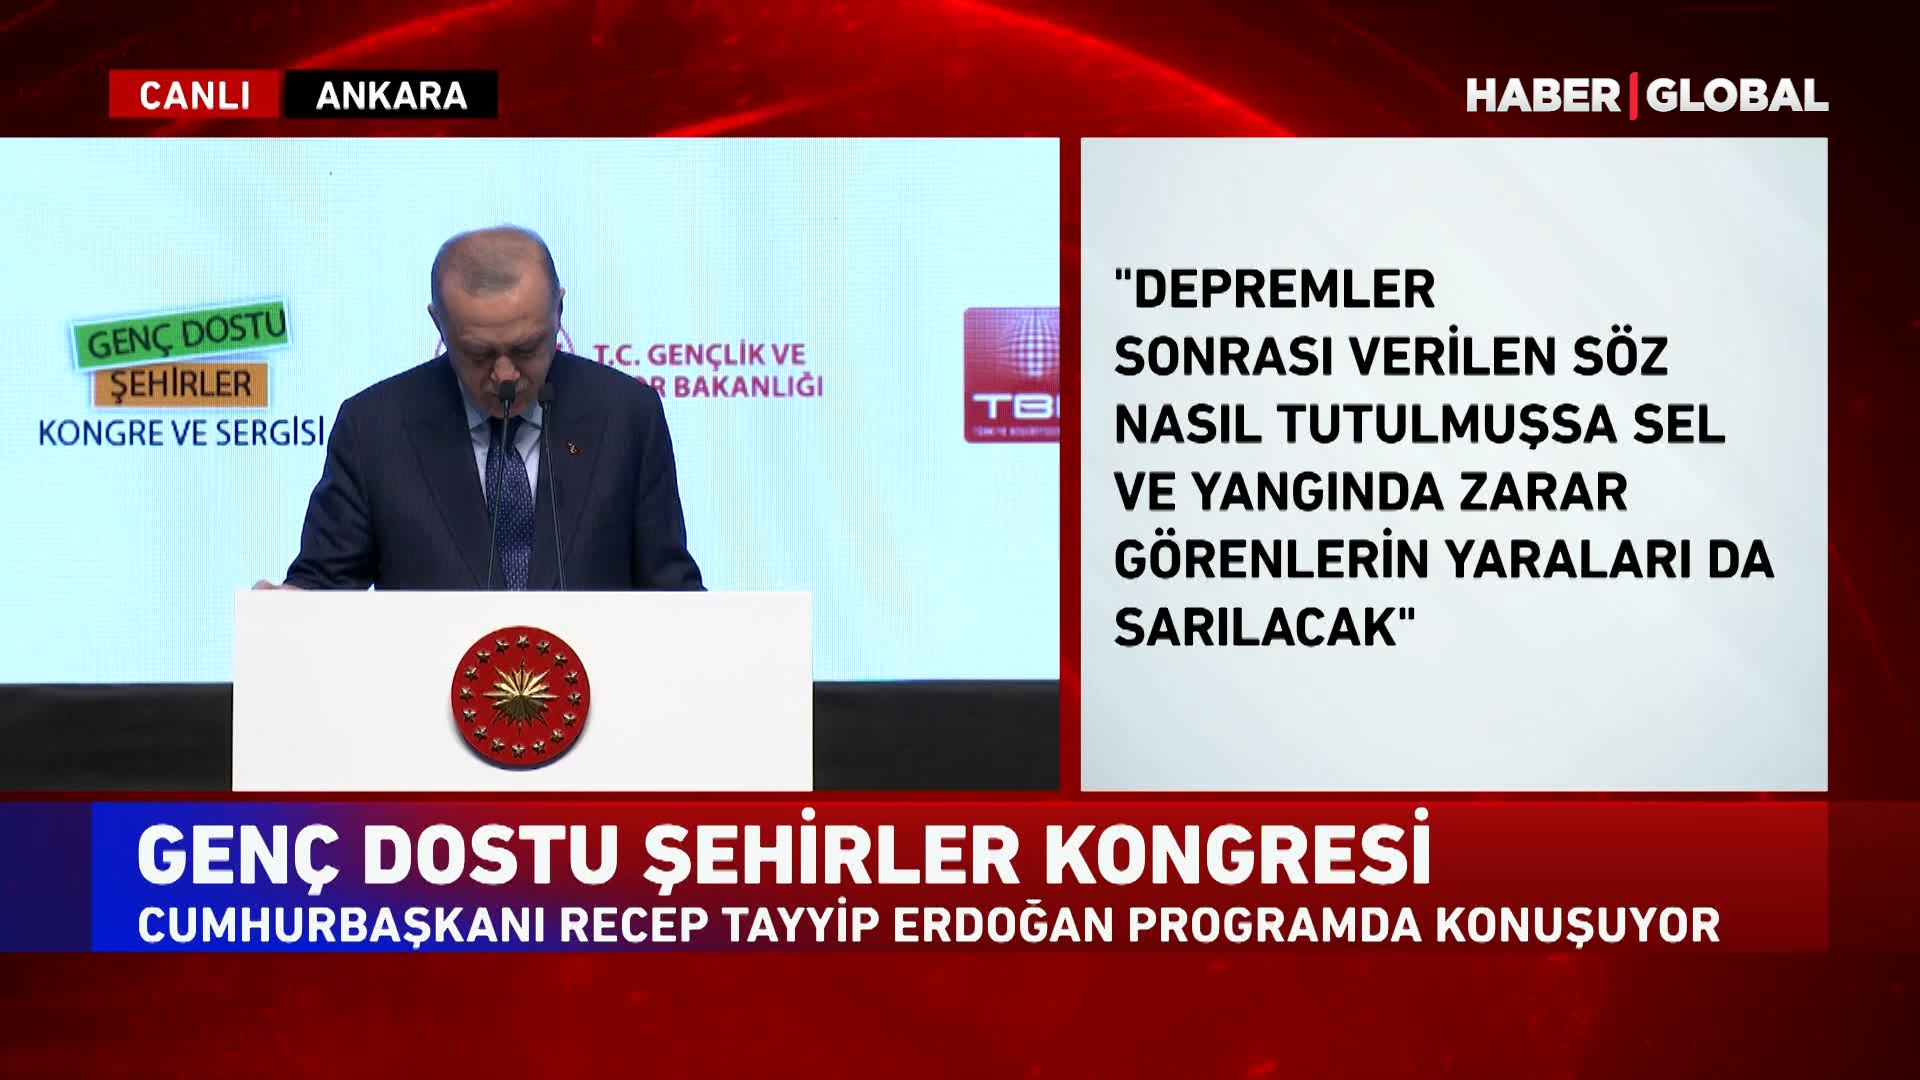 CANLI ANKARA
HABER GLOBAL
GENÇ DOSTU
ŞEHİRLER
KONGRE VE SERGİSİ
T.C. GENÇLİK VE
BAKANLIĞI
"DEPREMLER
SONRASI VERİLEN SÖZ
NASIL TUTULMUŞSA SEL
VE YANGINDA ZARAR
GÖRENLERİN YARALARI DA
SARILACAK"
GENÇ DOSTU ŞEHİRLER KONGRESİ
CUMHURBAŞKANI RECEP TAYYİP ERDOĞAN PROGRAMDA KONUŞUYOR